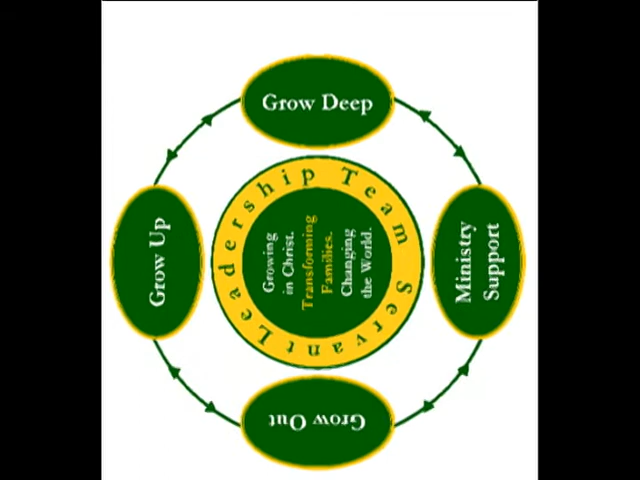 Grow Deep
Grow Up
Servant Leadership Team
Growing
in Christ.
Transforming
Families.
Changing
the World.
Ministry
Support
Grow Out